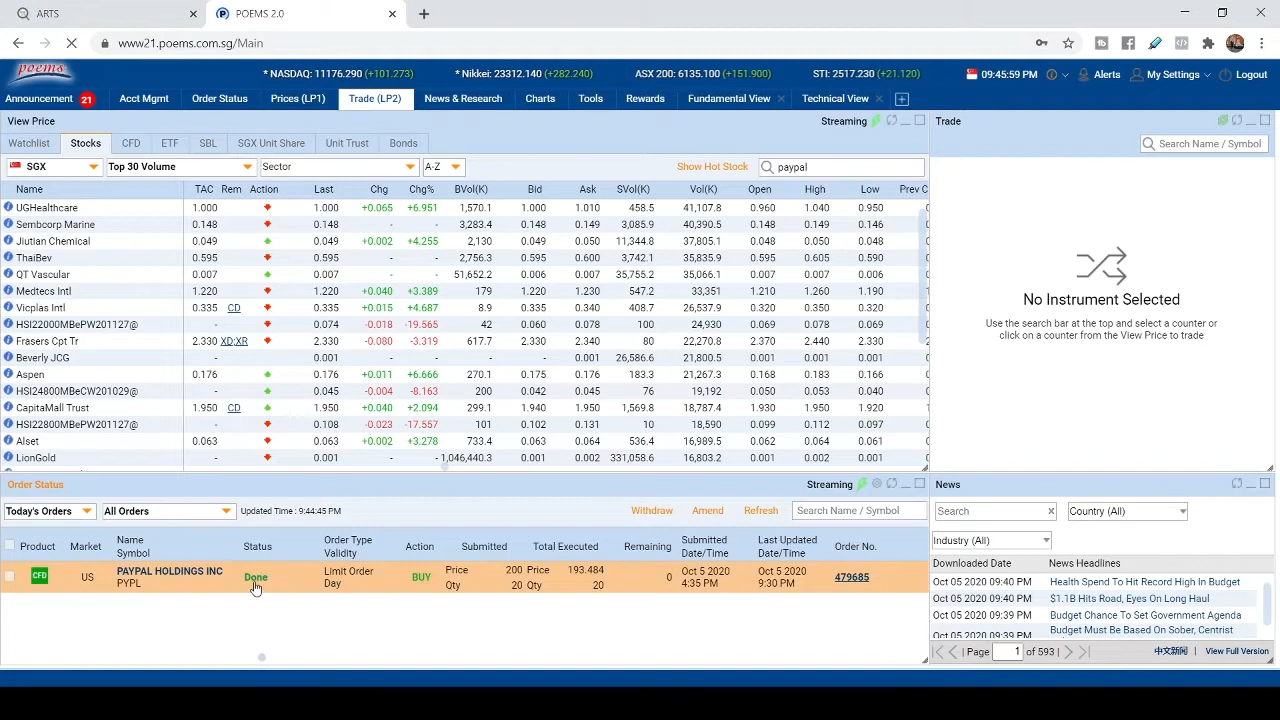 ARTS × POEMS 2.0 ×
www21.poems.com.sg/Main
poems * NASDAQ: 11176.290 (+101.273) * Nikkei: 23312.140 (+282.240) ASX 200: 6135.100 (+151.900) STI: 2517.230 (+21.120) 09:45:59 PM Alerts My Settings Logout
Announcement 21 Acct Mgmt Order Status Prices (LP1) Trade (LP2) News & Research Charts Tools Rewards Fundamental View × Technical View ×
View Price Streaming Trade
Watchlist Stocks CFD ETF SBL SGX Unit Share Unit Trust Bonds Search Name / Symbol
SGX Top 30 Volume Sector A-Z Show Hot Stock paypal
Name TAC Rem Action Last Chg Chg% BVol(K) Bid Ask SVol(K) Vol(K) Open High Low Prev C
UGHealthcare 1.000 1.000 +0.065 +6.951 1,570.1 1.000 1.010 458.5 41,107.8 0.960 1.040 0.950
Sembcorp Marine 0.148 0.148 - - 3,283.4 0.148 0.149 3,085.9 40,390.5 0.148 0.148 0.146
Jiutian Chemical 0.049 0.049 +0.002 +4.255 2,130 0.049 0.050 11,344.8 37,805.1 0.048 0.050 0.048
ThaiBev 0.595 0.595 - - 2,756.3 0.595 0.600 3,742.1 35,835.9 0.590 0.605 0.590
QT Vascular 0.007 0.007 - - 51,652.2 0.006 0.007 35,755.2 35,066.1 0.007 0.007 0.006
Medtecs Intl 1.220 1.220 +0.040 +3.389 179 1.220 1.230 547.2 33,351 1.210 1.260 1.190
Vicplas Intl 0.335 CD 0.335 +0.015 +4.687 8.9 0.335 0.340 408.7 26,537.9 0.320 0.350 0.320
HSI22000MBePW201127@ - 0.074 -0.018 -19.565 42 0.060 0.078 100 24,930 0.069 0.078 0.069
Frasers Cpt Tr 2.330 XD;XR 2.330 -0.080 -3.319 617.7 2.330 2.340 80 22,270.8 2.370 2.440 2.330
Beverly JCG - 0.001 - - - - 0.001 26,586.6 21,800.5 0.001 0.001 0.001
Aspen 0.176 0.176 +0.011 +6.666 270.1 0.175 0.176 183.3 21,267.3 0.168 0.183 0.166
HSI24800MBeCW201029@ - 0.045 -0.004 -8.163 200 0.042 0.045 76 19,192 0.050 0.053 0.040
CapitaMall Trust 1.950 CD 1.950 +0.040 +2.094 299.1 1.940 1.950 1,569.8 18,787.4 1.930 1.950 1.920
HSI22800MBePW201127@ - 0.108 -0.023 -17.557 101 0.102 0.131 10 18,590 0.099 0.112 0.097
Alset 0.063 0.063 +0.002 +3.278 733.4 0.063 0.063 536.4 16,989.5 0.062 0.064 0.061
LionGold 0.001 - - 1,046,440.3 0.001 0.002 331,058.6 16,803.2 0.001 0.001 0.001
No Instrument Selected
Use the search bar at the top and select a counter or
click on a counter from the View Price to trade
Order Status Streaming
Today's Orders All Orders Updated Time : 9:44:45 PM Withdraw Amend Refresh Search Name / Symbol
Product Market Name Symbol Status Order Type Validity Action Submitted Total Executed Remaining Submitted Date/Time Last Updated Date/Time Order No.
CFD US PAYPAL HOLDINGS INC Done Limit Order BUY Price 200 Price 193.484 0 Oct 5 2020 Oct 5 2020 479685
PYPL Day Qty 20 Qty 20 4:35 PM 9:30 PM
News
Search × Country (All)
Industry (All)
Downloaded Date News Headlines
Oct 05 2020 09:40 PM Health Spend To Hit Record High In Budget
Oct 05 2020 09:40 PM $1.1B Hits Road, Eyes On Long Haul
Oct 05 2020 09:39 PM Budget Chance To Set Government Agenda
Oct 05 2020 09:39 PM Budget Must Be Based On Sober, Centrist
Page 1 of 593 中文新闻 | View Full Version